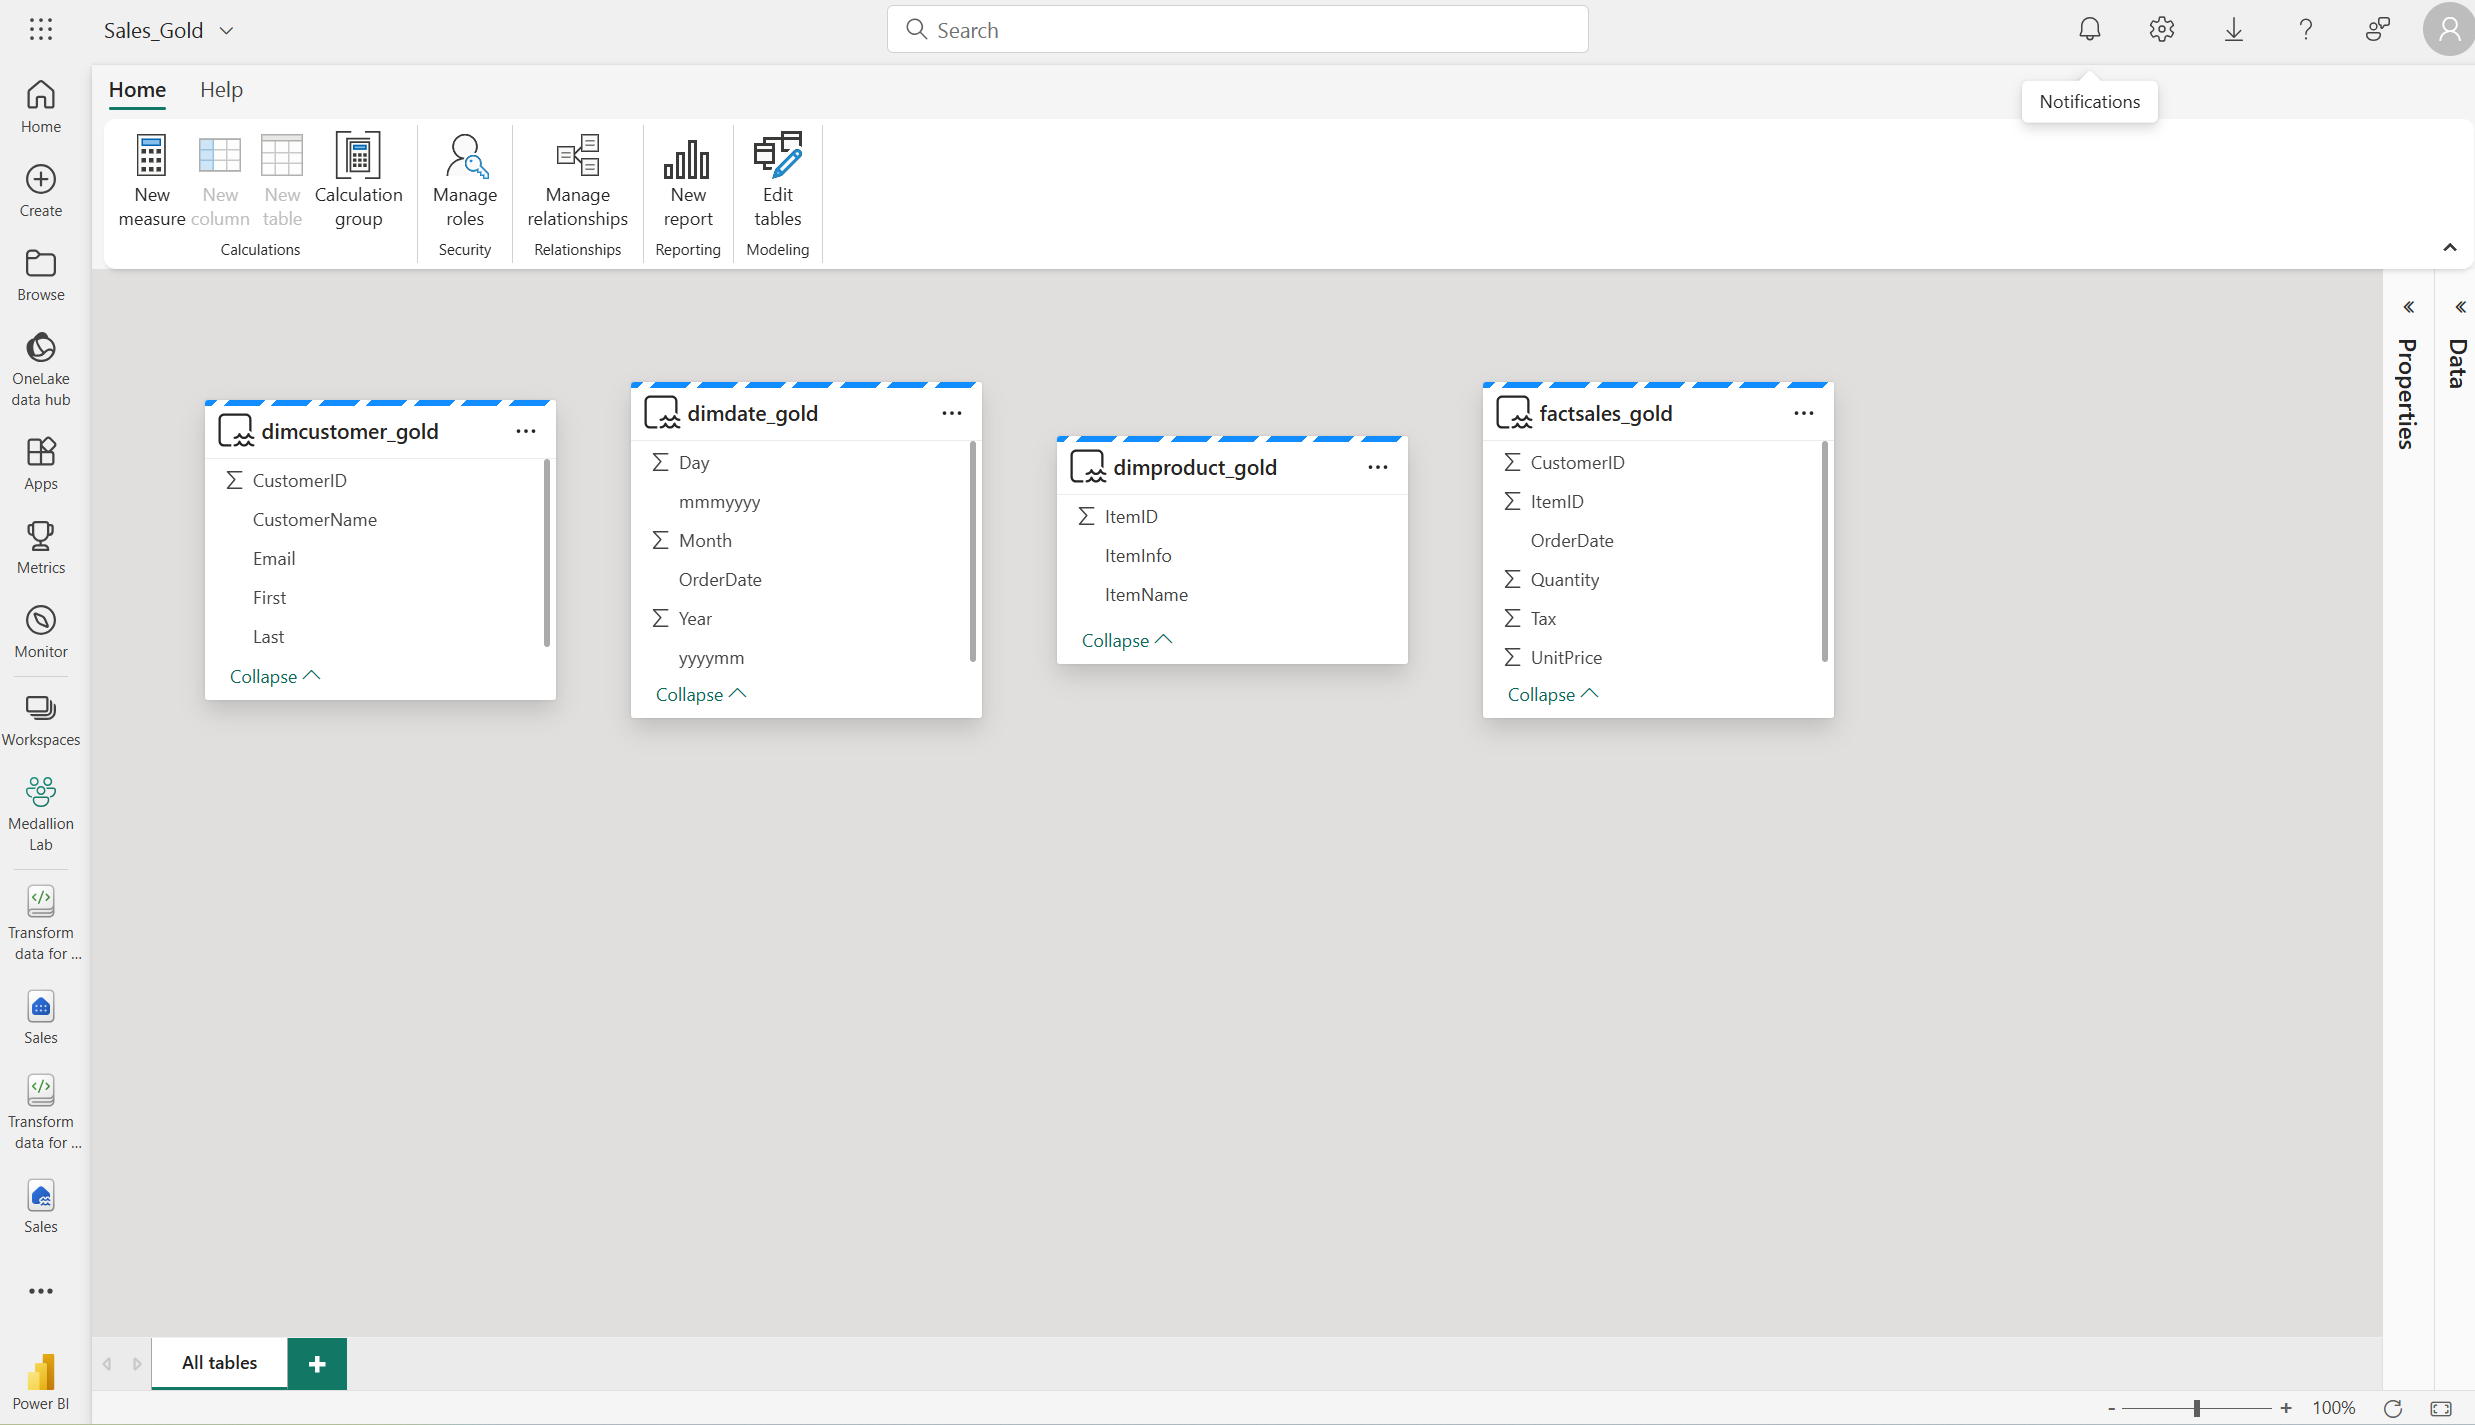 Sales_Gold
Search
Home
Help
Notifications
New measure
New column
New table
Calculation group
Calculations
Manage roles
Security
Manage relationships
Relationships
New report
Reporting
Edit tables
Modeling
Home
Create
Browse
OneLake
data hub
Apps
Metrics
Monitor
Workspaces
Medallion
Lab
Transform
data for ...
Sales
Transform
data for ...
Sales
Power BI
dimcustomer_gold
CustomerID
CustomerName
Email
First
Last
Collapse
dimdate_gold
Day
mmmyyyy
Month
OrderDate
Year
yyyymm
Collapse
dimproduct_gold
ItemID
ItemInfo
ItemName
Collapse
factsales_gold
CustomerID
ItemID
OrderDate
Quantity
Tax
UnitPrice
Collapse
Properties
Data
All tables
+
- + 100%